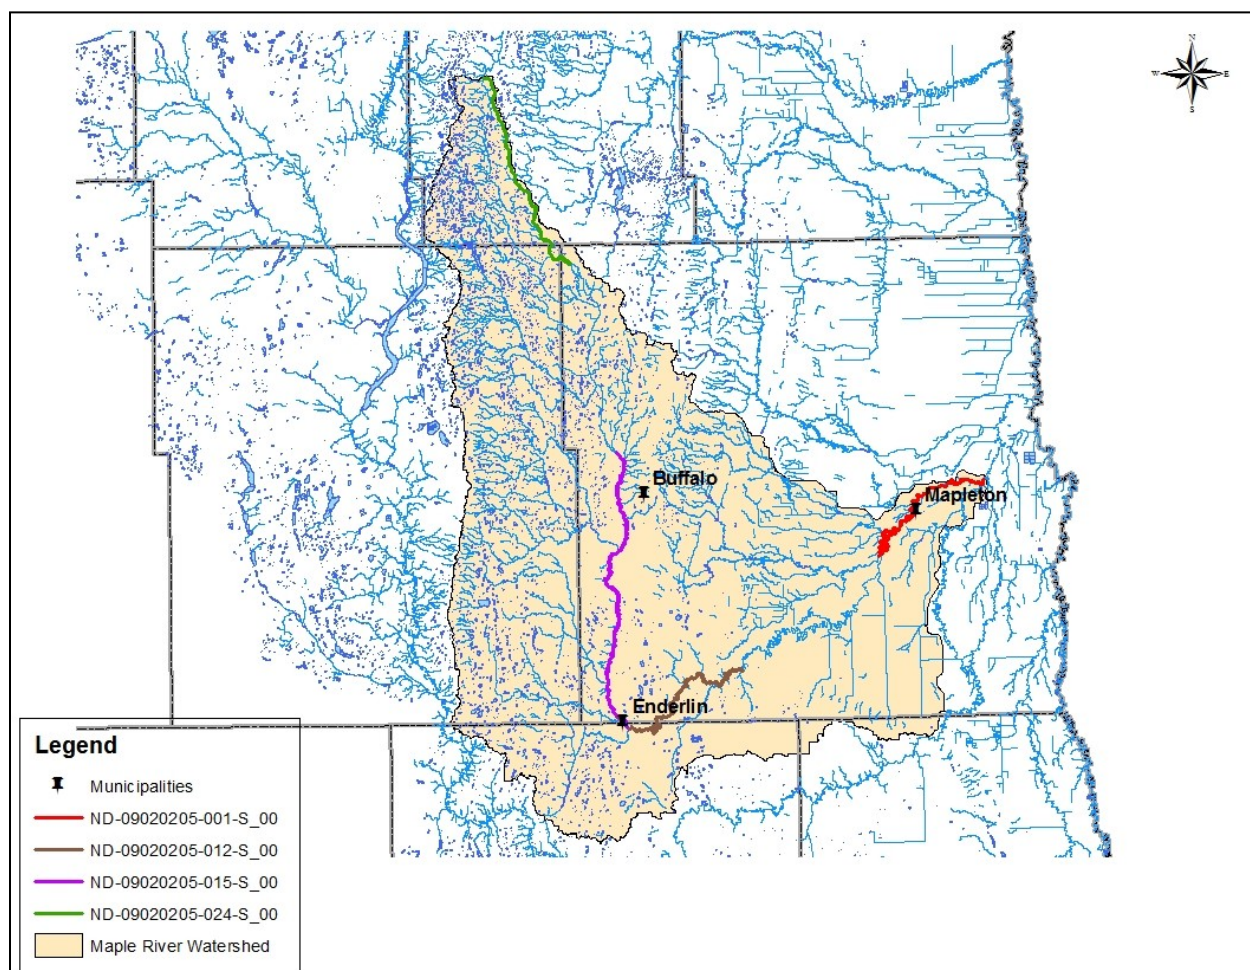 N
W E
S
Buffalo
Mapleton
Enderlin
Legend
Municipalities
ND-09020205-001-S_00
ND-09020205-012-S_00
ND-09020205-015-S_00
ND-09020205-024-S_00
Maple River Watershed